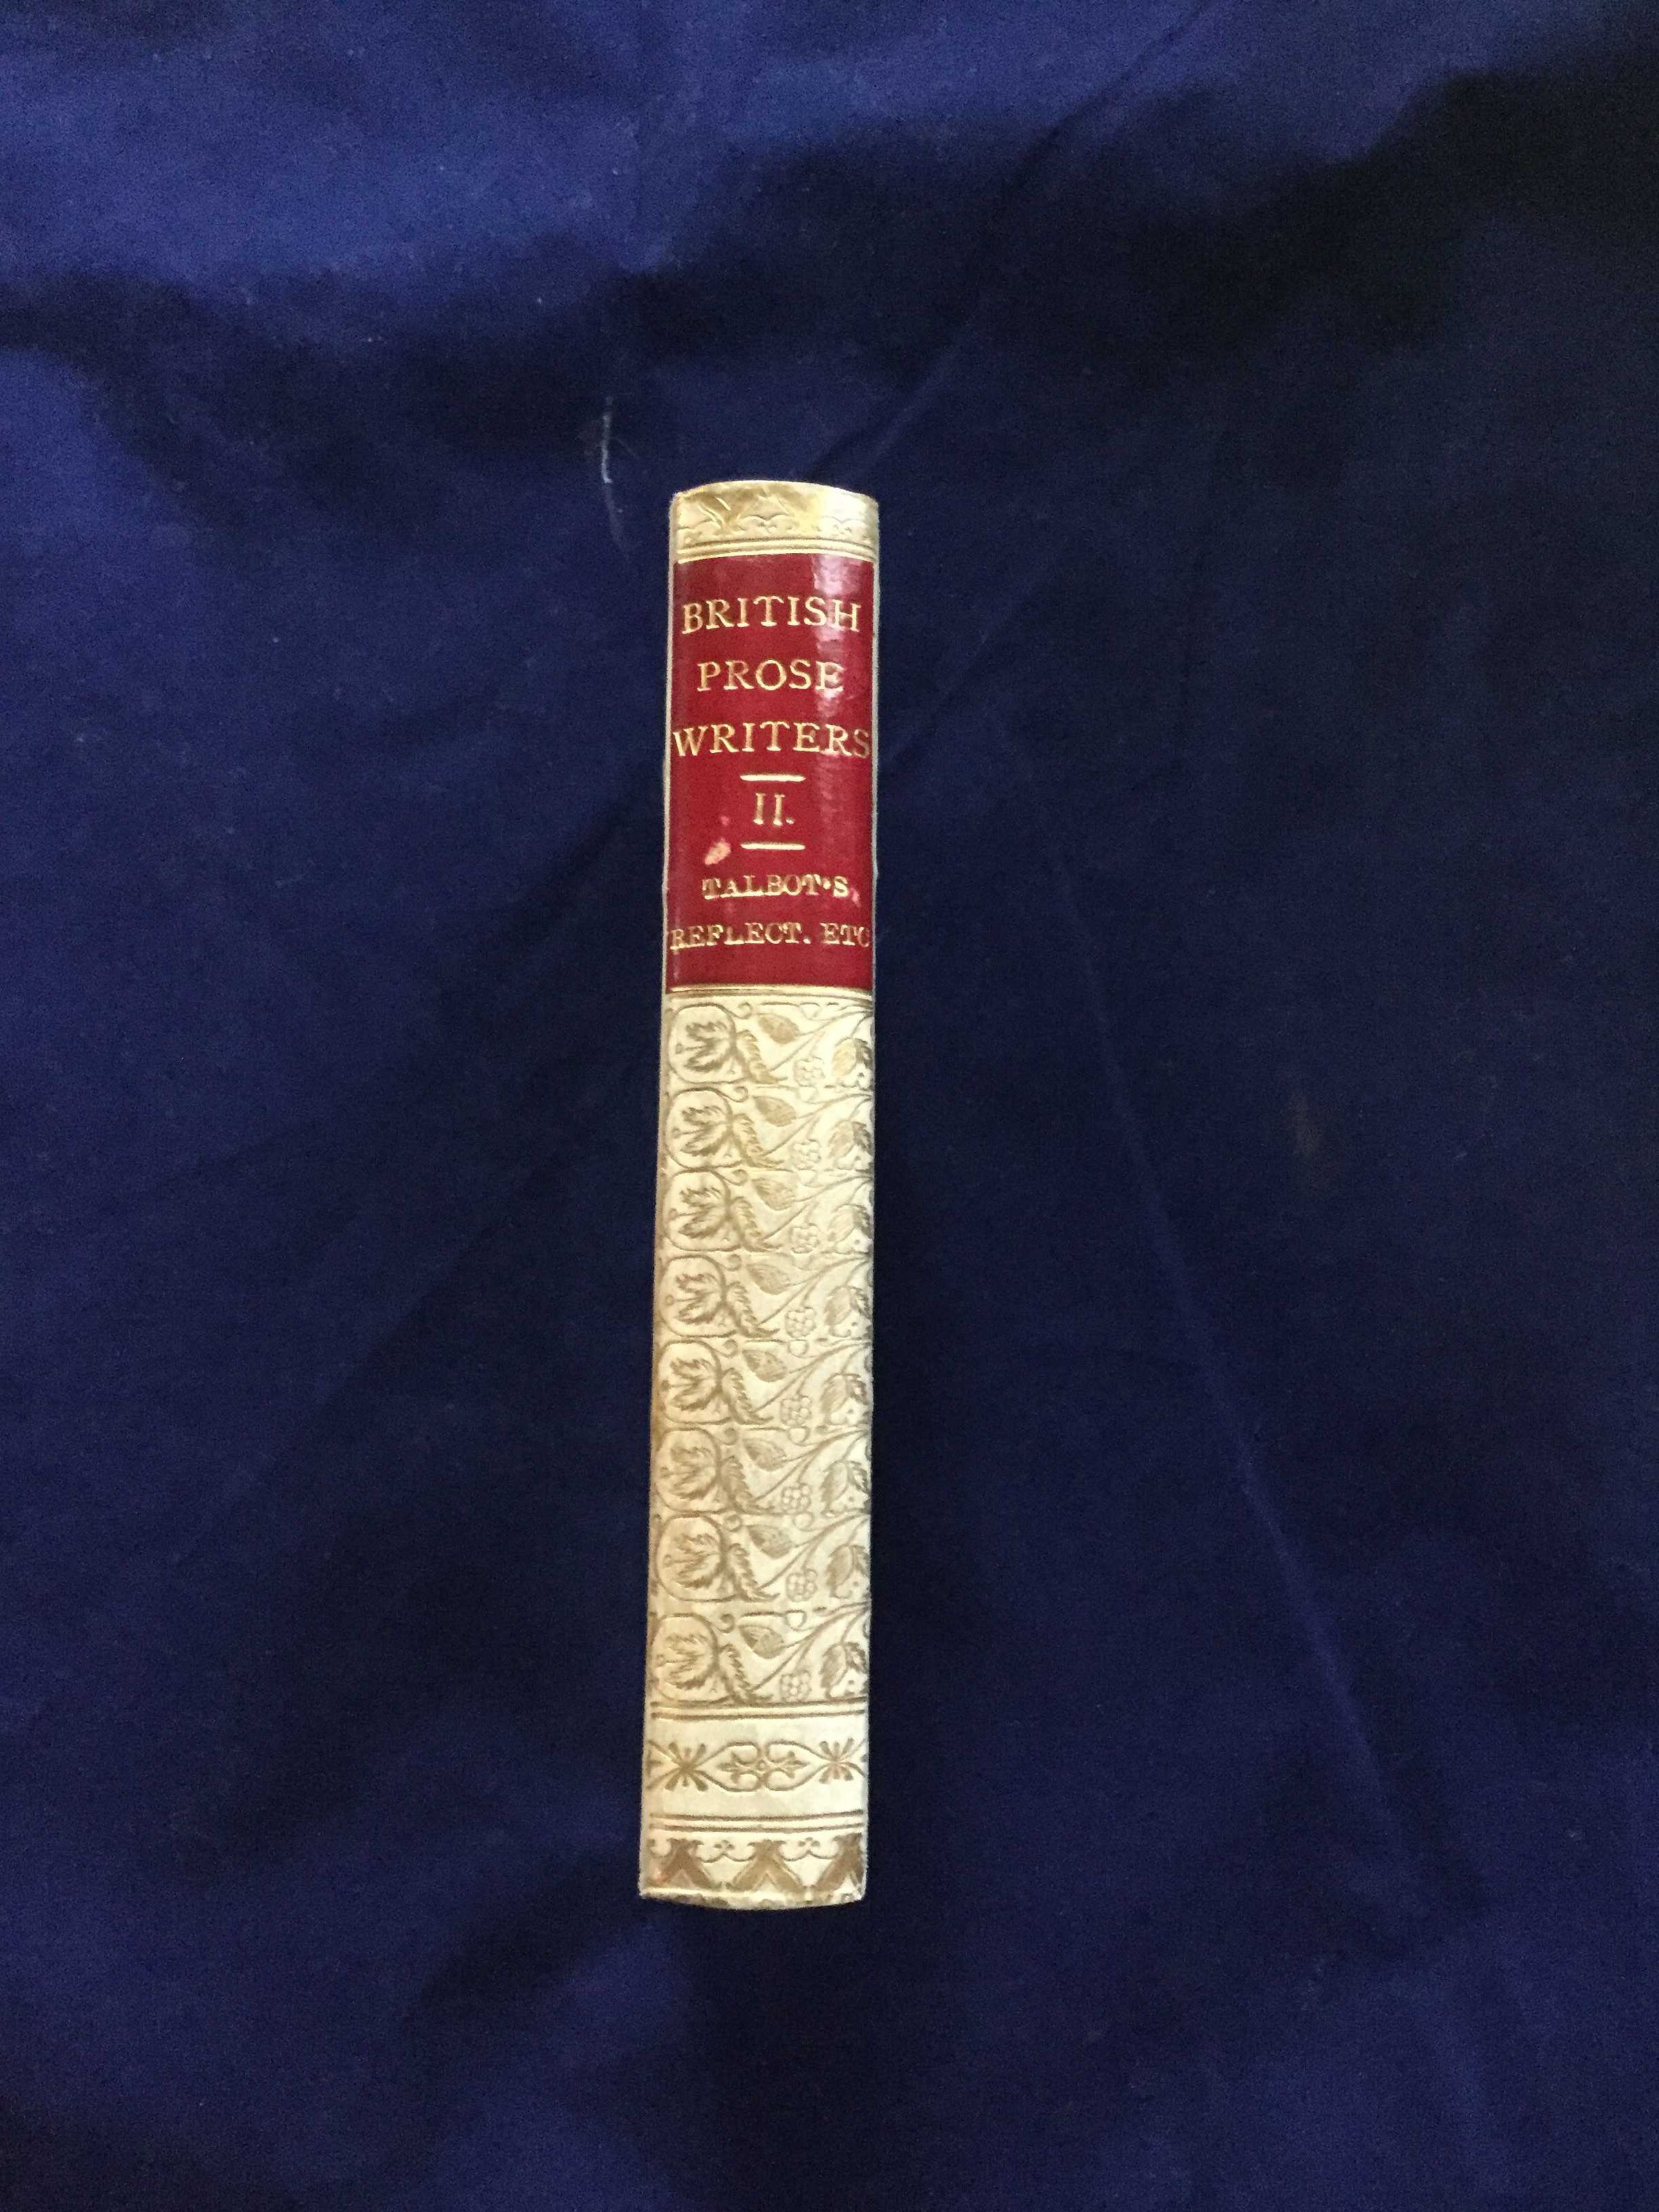 BRITISH
PROSE
WRITERS
II.
TALBOT'S
REFLECT. ETC